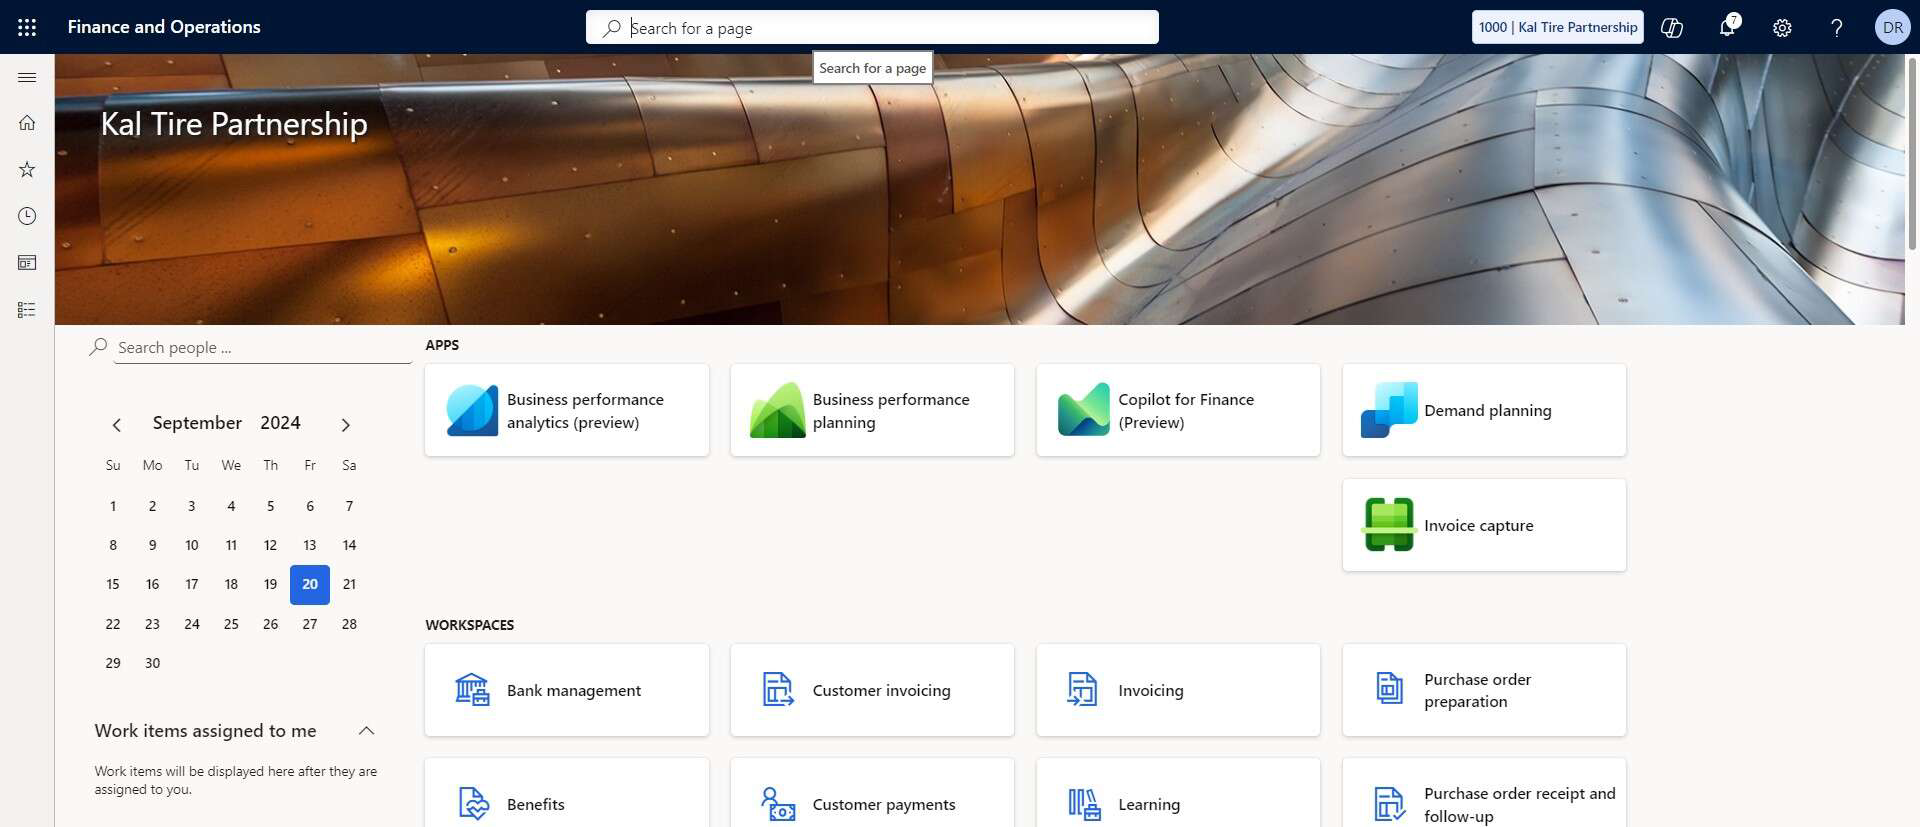 Finance and Operations
Search for a page
1000 | Kal Tire Partnership
7
?
DR
Search for a page
Kal Tire Partnership
Search people ...
September 2024
Su Mo Tu We Th Fr Sa
1 2 3 4 5 6 7
8 9 10 11 12 13 14
15 16 17 18 19 20 21
22 23 24 25 26 27 28
29 30
Work items assigned to me
Work items will be displayed here after they are
assigned to you.
APPS
Business performance
analytics (preview)
Business performance
planning
Copilot for Finance
(Preview)
Demand planning
Invoice capture
WORKSPACES
Bank management
Customer invoicing
Invoicing
Purchase order
preparation
Benefits
Customer payments
Learning
Purchase order receipt and
follow-up